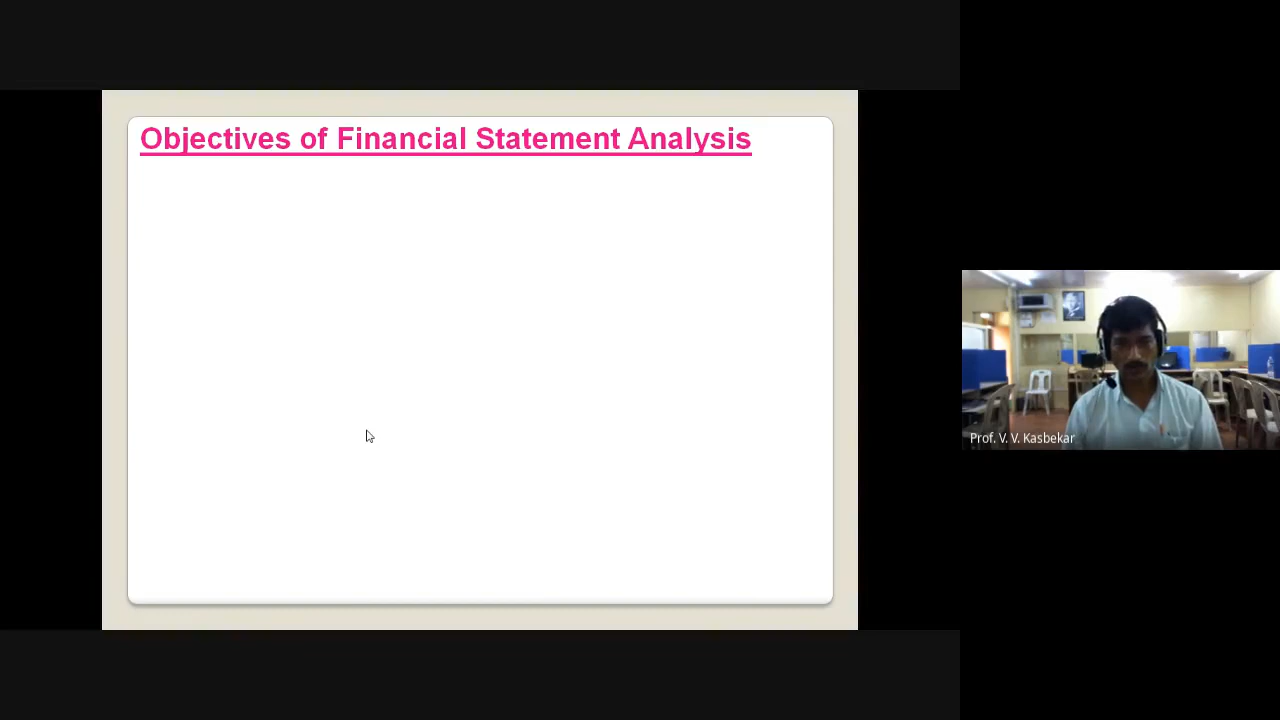 Objectives of Financial Statement Analysis
Prof. V. V. Kasbekar